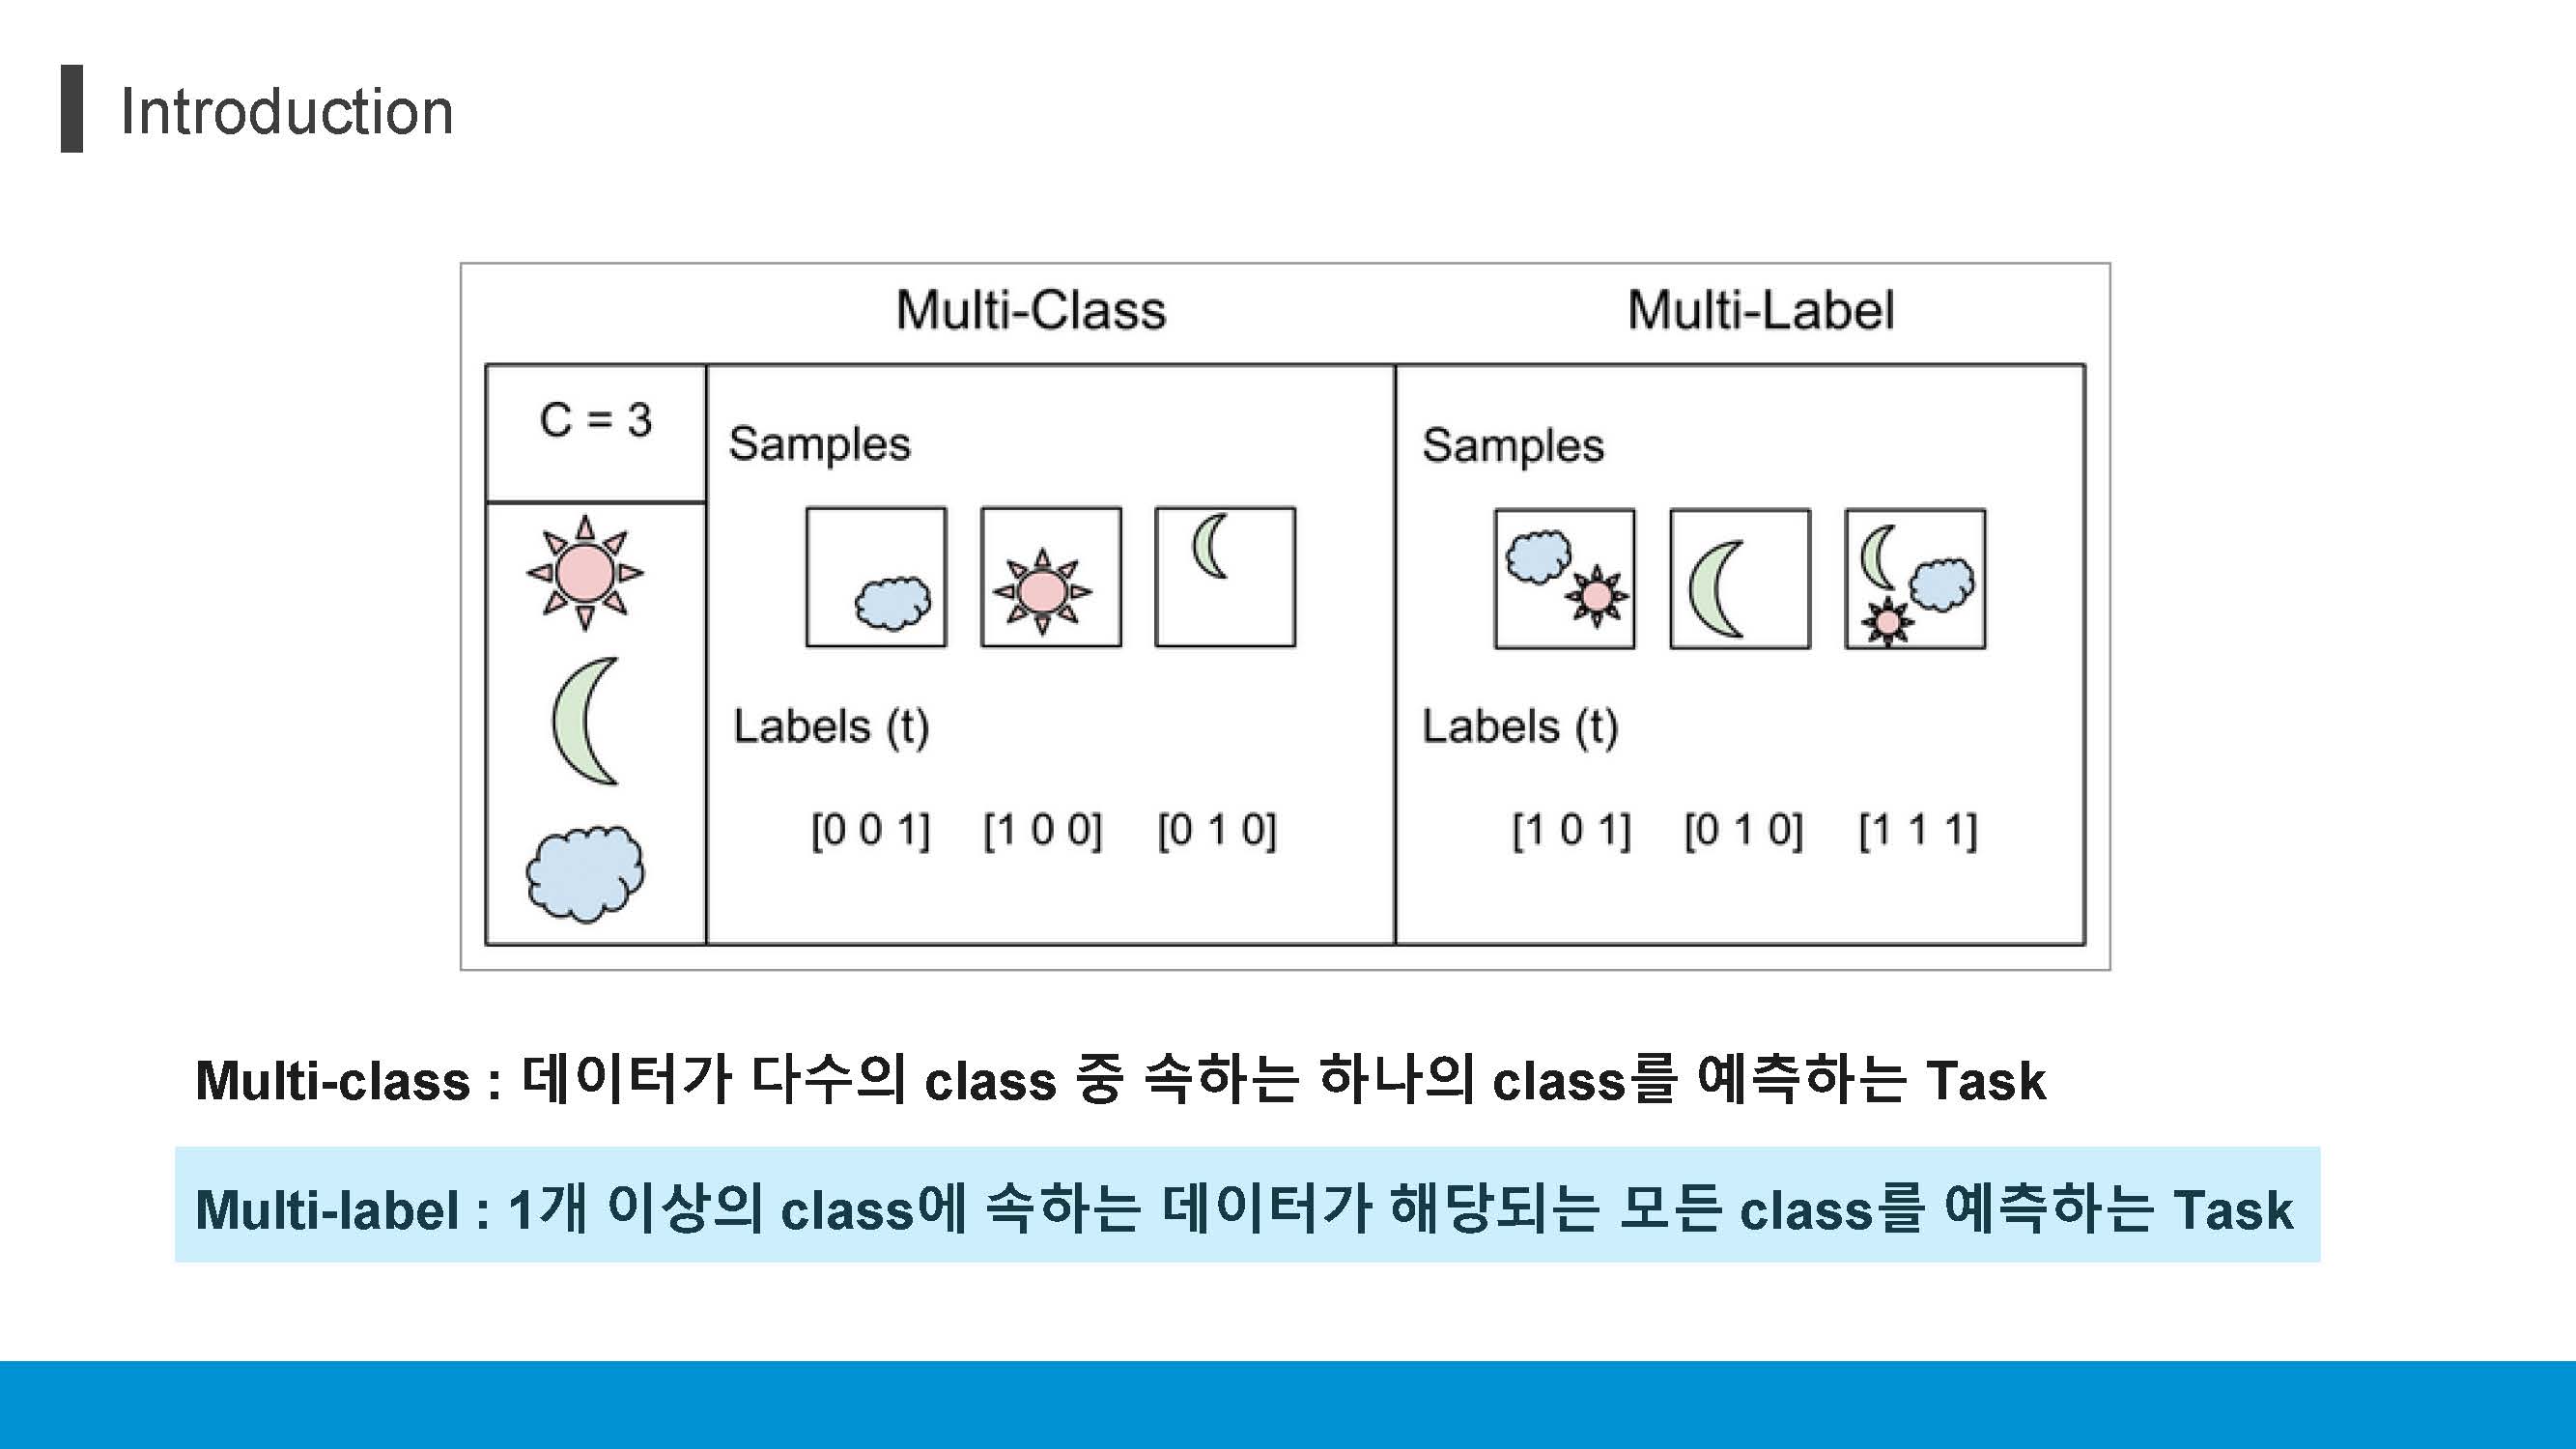 Introduction
Multi-Class Multi-Label
C = 3
Samples Samples
Labels (t) Labels (t)
[0 0 1] [1 0 0] [0 1 0] [1 0 1] [0 1 0] [1 1 1]
Multi-class : 데이터가 다수의 class 중 속하는 하나의 class를 예측하는 Task
Multi-label : 1개 이상의 class에 속하는 데이터가 해당되는 모든 class를 예측하는 Task